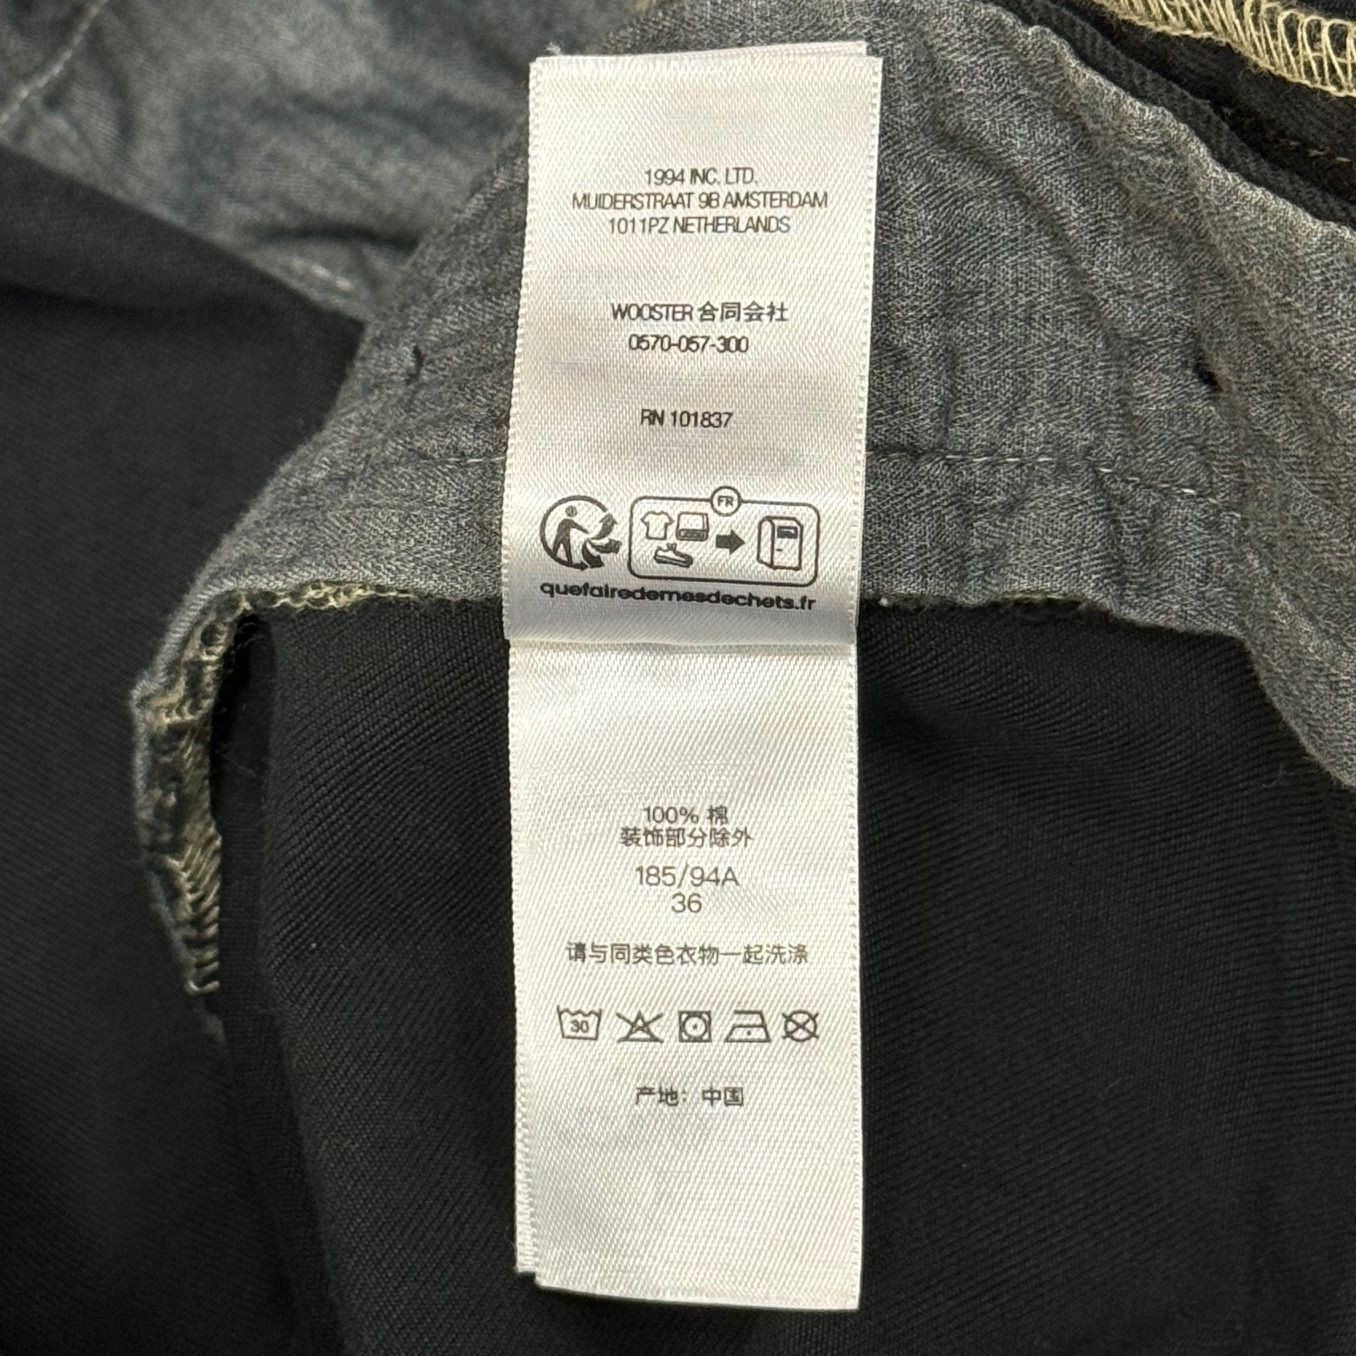 1994 INC. LTD.
MUIDERSTRAAT 9B AMSTERDAM
1011PZ NETHERLANDS
WOOSTER 合同会社
0570-057-300
RN 101837
FR
quefairedemesdechets.fr
100% 棉
装饰部分除外
185/94A
36
请与同类色衣物一起洗涤
30
产地：中国